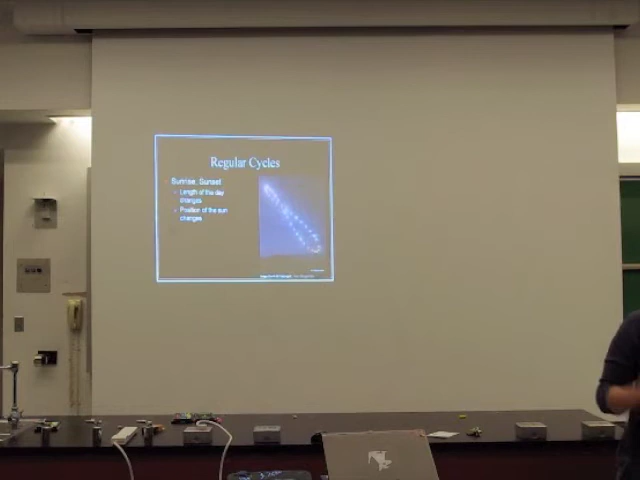 Regular Cycles
Sunrise, Sunset
Length of the day
changes
Position of the sun
changes